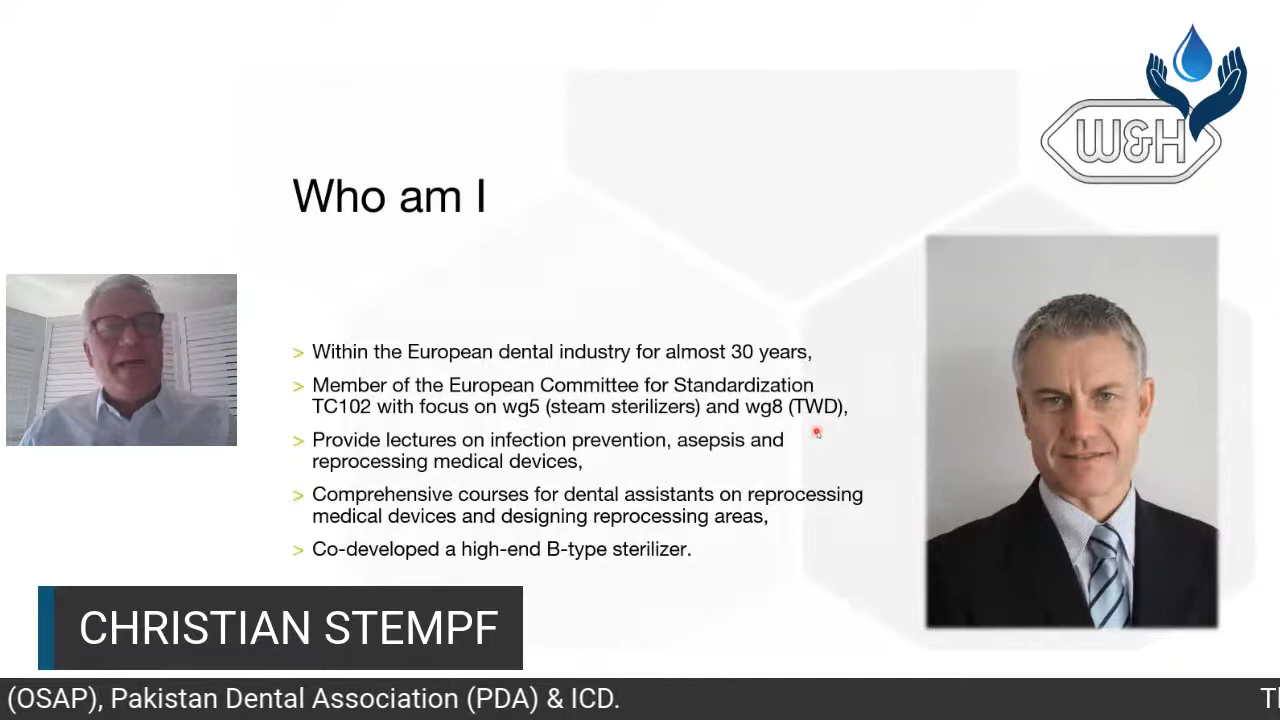 W&H
Who am I
> Within the European dental industry for almost 30 years,
> Member of the European Committee for Standardization
TC102 with focus on wg5 (steam sterilizers) and wg8 (TWD),
> Provide lectures on infection prevention, asepsis and
reprocessing medical devices,
> Comprehensive courses for dental assistants on reprocessing
medical devices and designing reprocessing areas,
> Co-developed a high-end B-type sterilizer.
CHRISTIAN STEMPF
(OSAP), Pakistan Dental Association (PDA) & ICD.